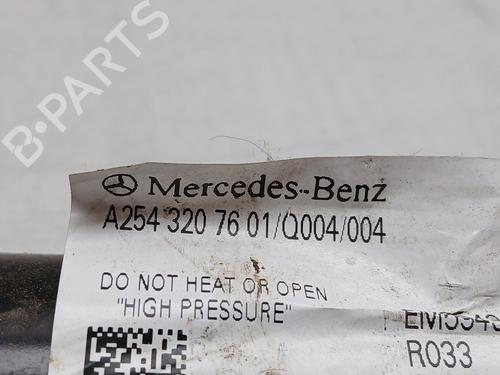 B-PARTS
Mercedes-Benz
A254 320 76 01/Q004/004
DO NOT HEAT OR OPEN
"HIGH PRESSURE"
R033